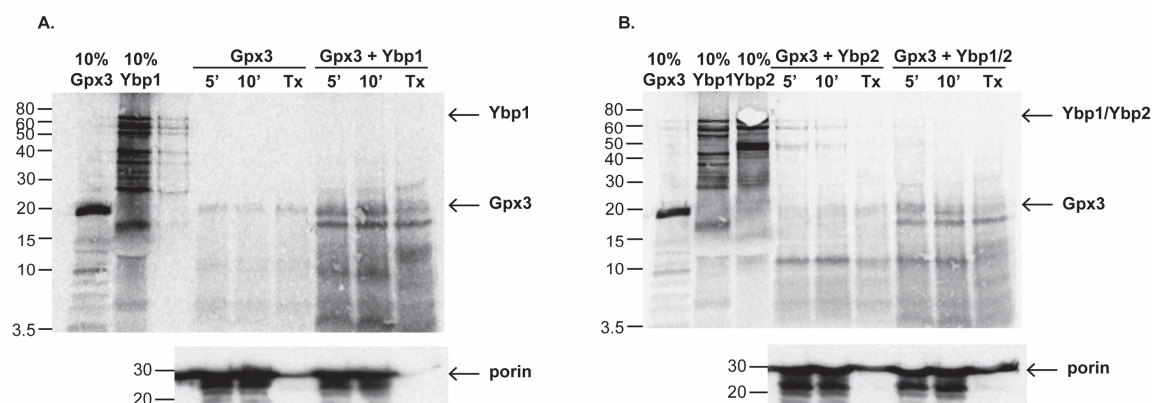 A.
10% 10% Gpx3 Gpx3 + Ybp1
Gpx3 Ybp1 5' 10' Tx 5' 10' Tx
80
60
50
40
30
20
15
10
3.5
Ybp1
Gpx3
30
20
porin
B.
10% 10% 10% Gpx3 + Ybp2 Gpx3 + Ybp1/2
Gpx3 Ybp1 Ybp2 5' 10' Tx 5' 10' Tx
80
60
50
40
30
20
15
10
3.5
Ybp1/Ybp2
Gpx3
30
20
porin